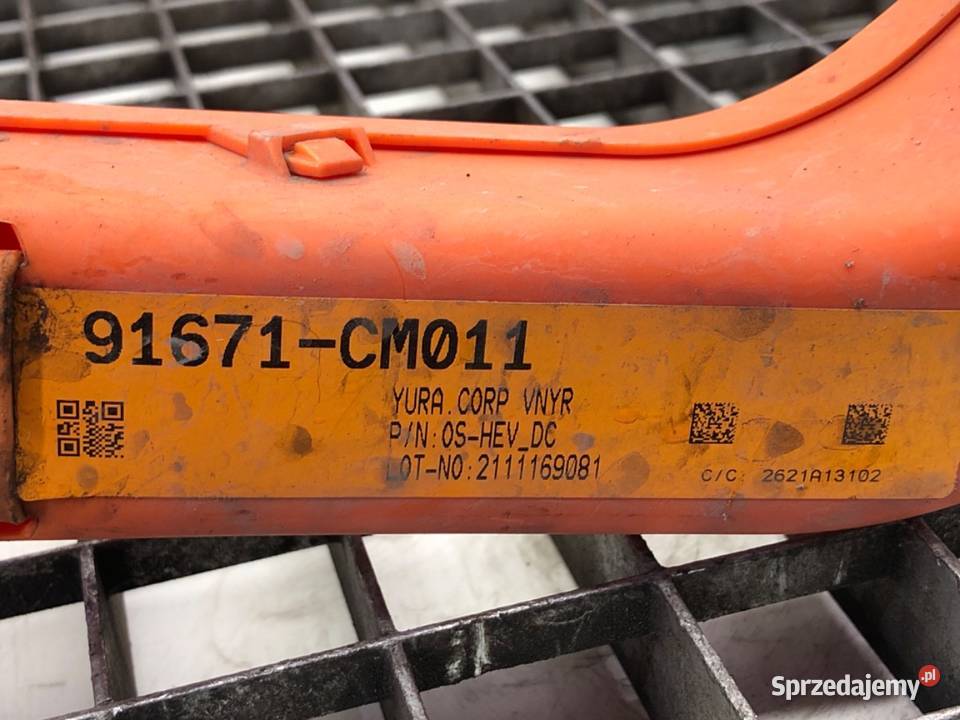 91671-CM011
YURA.CORP VNYR
P/N:OS-HEV_DC
LOT-NO:2111169081
C/C: 2621A13102
Sprzedajemy.pl